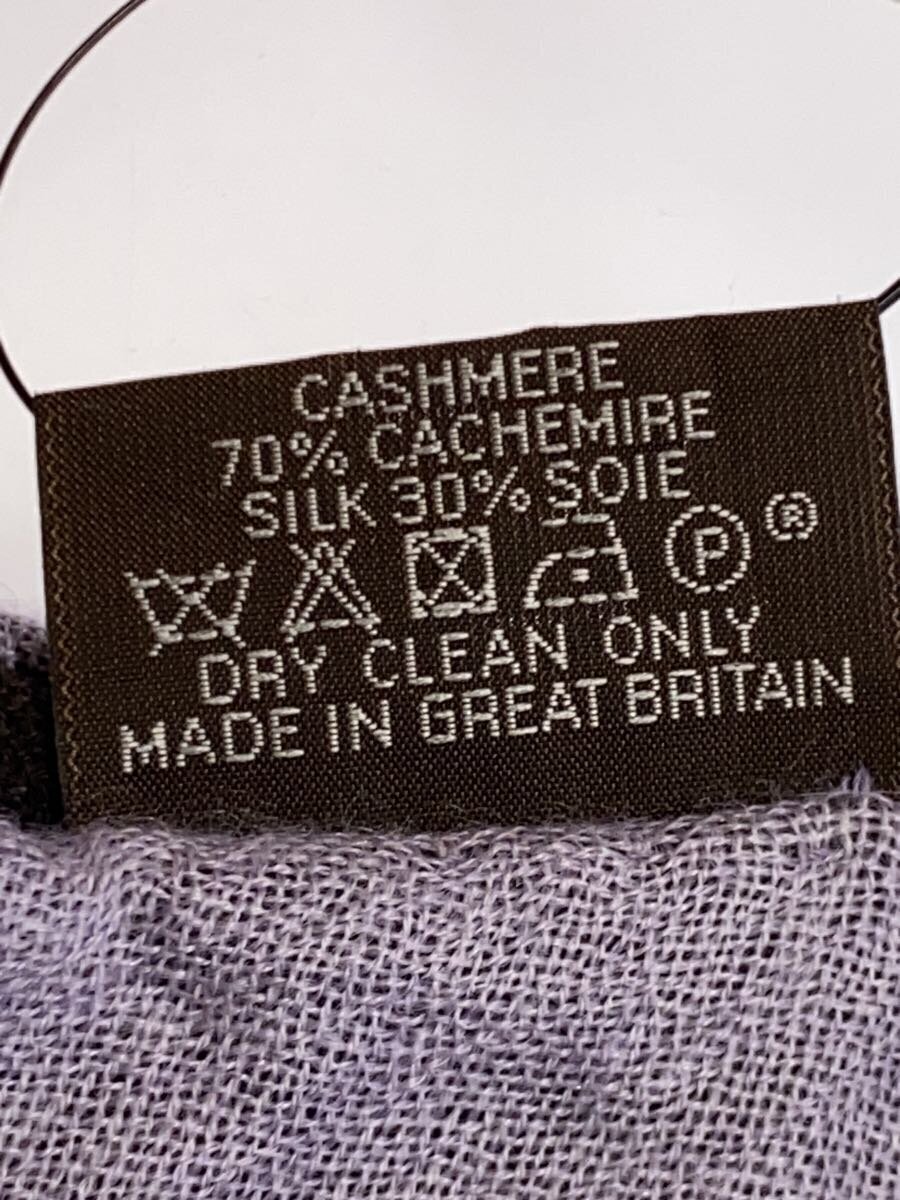 CASHMERE
70% CACHEMIRE
SILK 30% SOIE
P ®
DRY CLEAN ONLY
MADE IN GREAT BRITAIN